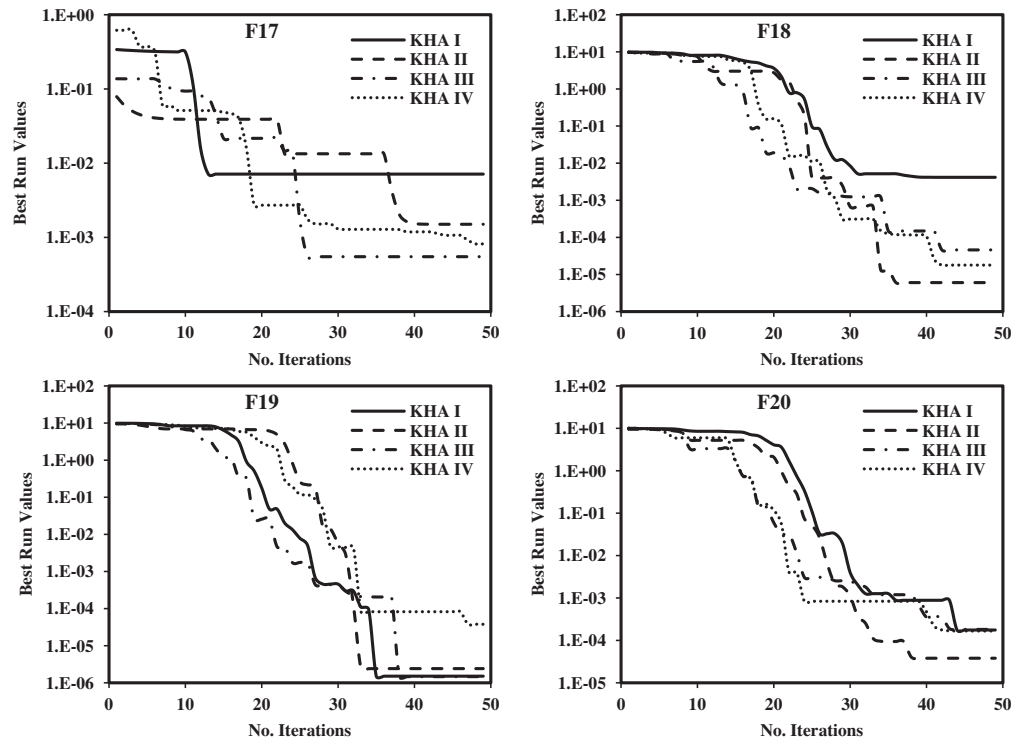 F17
KHA I
KHA II
KHA III
KHA IV
1.E+00
1.E-01
1.E-02
1.E-03
1.E-04
0 10 20 30 40 50
Best Run Values
No. Iterations
F18
KHA I
KHA II
KHA III
KHA IV
1.E+02
1.E+01
1.E+00
1.E-01
1.E-02
1.E-03
1.E-04
1.E-05
1.E-06
0 10 20 30 40 50
Best Run Values
No. Iterations
F19
KHA I
KHA II
KHA III
KHA IV
1.E+02
1.E+01
1.E+00
1.E-01
1.E-02
1.E-03
1.E-04
1.E-05
1.E-06
0 10 20 30 40 50
Best Run Values
No. Iterations
F20
KHA I
KHA II
KHA III
KHA IV
1.E+02
1.E+01
1.E+00
1.E-01
1.E-02
1.E-03
1.E-04
1.E-05
0 10 20 30 40 50
Best Run Values
No. Iterations